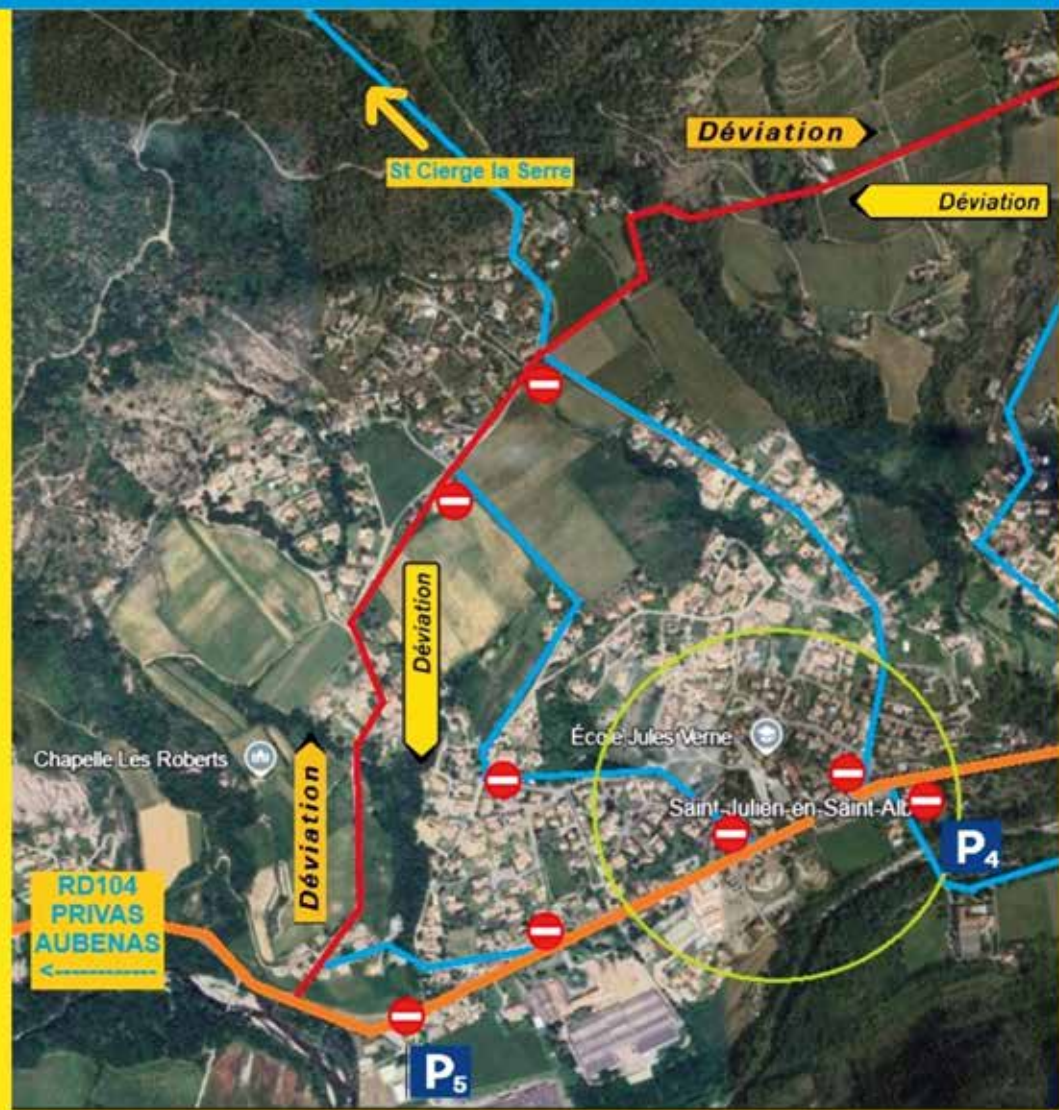 Déviation
St Cierge la Serre
Déviation
Déviation
École Jules Verne
Chapelle Les Roberts
Déviation
Saint-Julien-en-Saint-Alb
P4
RD104
PRIVAS
AUBENAS
<------------
P5